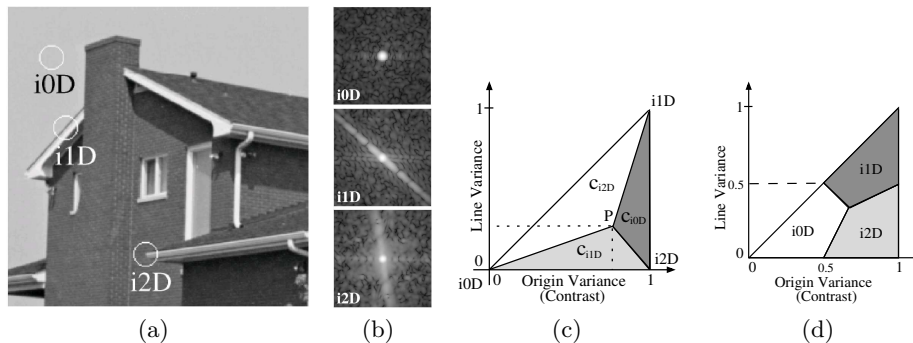 i0D
i1D
i2D
(a)
i0D
i1D
i2D
(b)
Line Variance
1
0
i1D
c_i2D
P
c_i0D
c_i1D
i2D
i0D
0
1
Origin Variance
(Contrast)
(c)
Line Variance
1
0.5
0
i1D
i0D
i2D
0
0.5
1
Origin Variance
(Contrast)
(d)